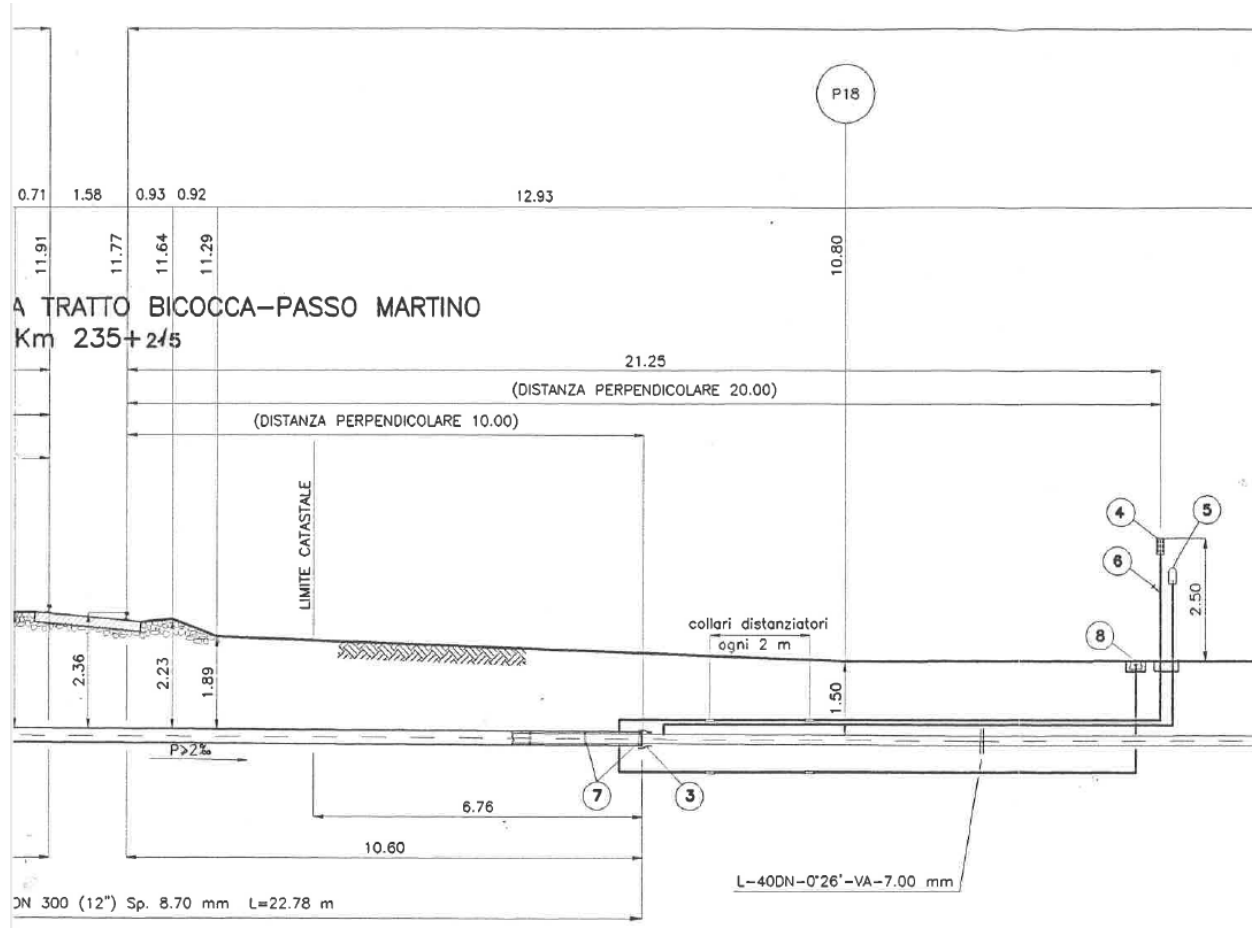 P18
0.71 1.58 0.93 0.92 12.93
11.91
11.77
11.64
11.29
10.80
A TRATTO BICOCCA-PASSO MARTINO
Km 235+215
21.25
(DISTANZA PERPENDICOLARE 20.00)
(DISTANZA PERPENDICOLARE 10.00)
LIMITE CATASTALE
4
5
6
2.50
collari distanziatori
ogni 2 m
8
2.36
2.23
1.89
1.50
P>2‰
7
3
6.76
10.60
L-40DN-0°26'-VA-7.00 mm
DN 300 (12") Sp. 8.70 mm L=22.78 m